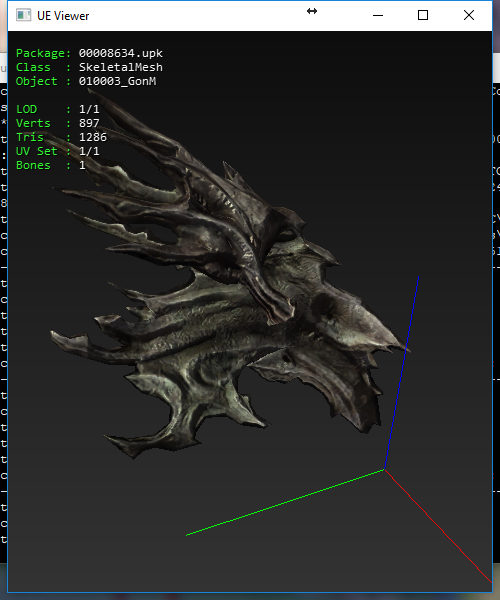 UE Viewer
Package: 00008634.upk
Class : SkeletalMesh
Object : 010003_GonM
LOD : 1/1
Verts : 897
Tris : 1286
UV Set : 1/1
Bones : 1